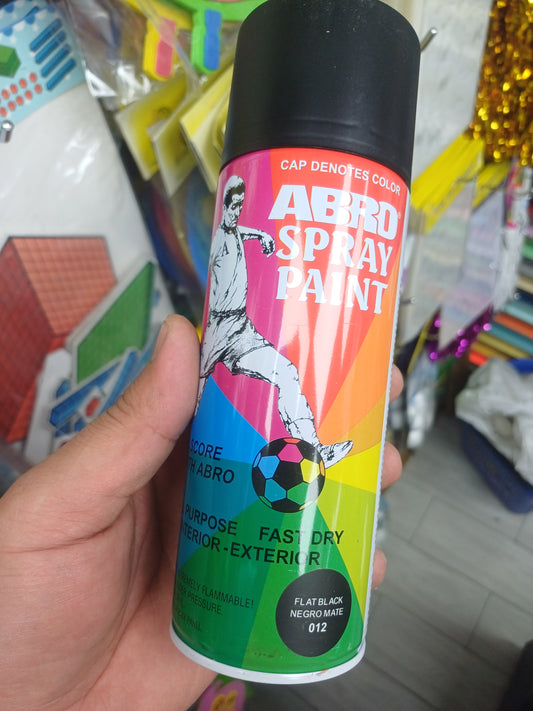 CAP DENOTES COLOR
ABRO®
SPRAY
PAINT
SCORE
ABRO
PURPOSE FAST DRY
-EXTERIOR
FLAMMABLE!
PRESSURE
FLAT BLACK
NEGRO MATE
012